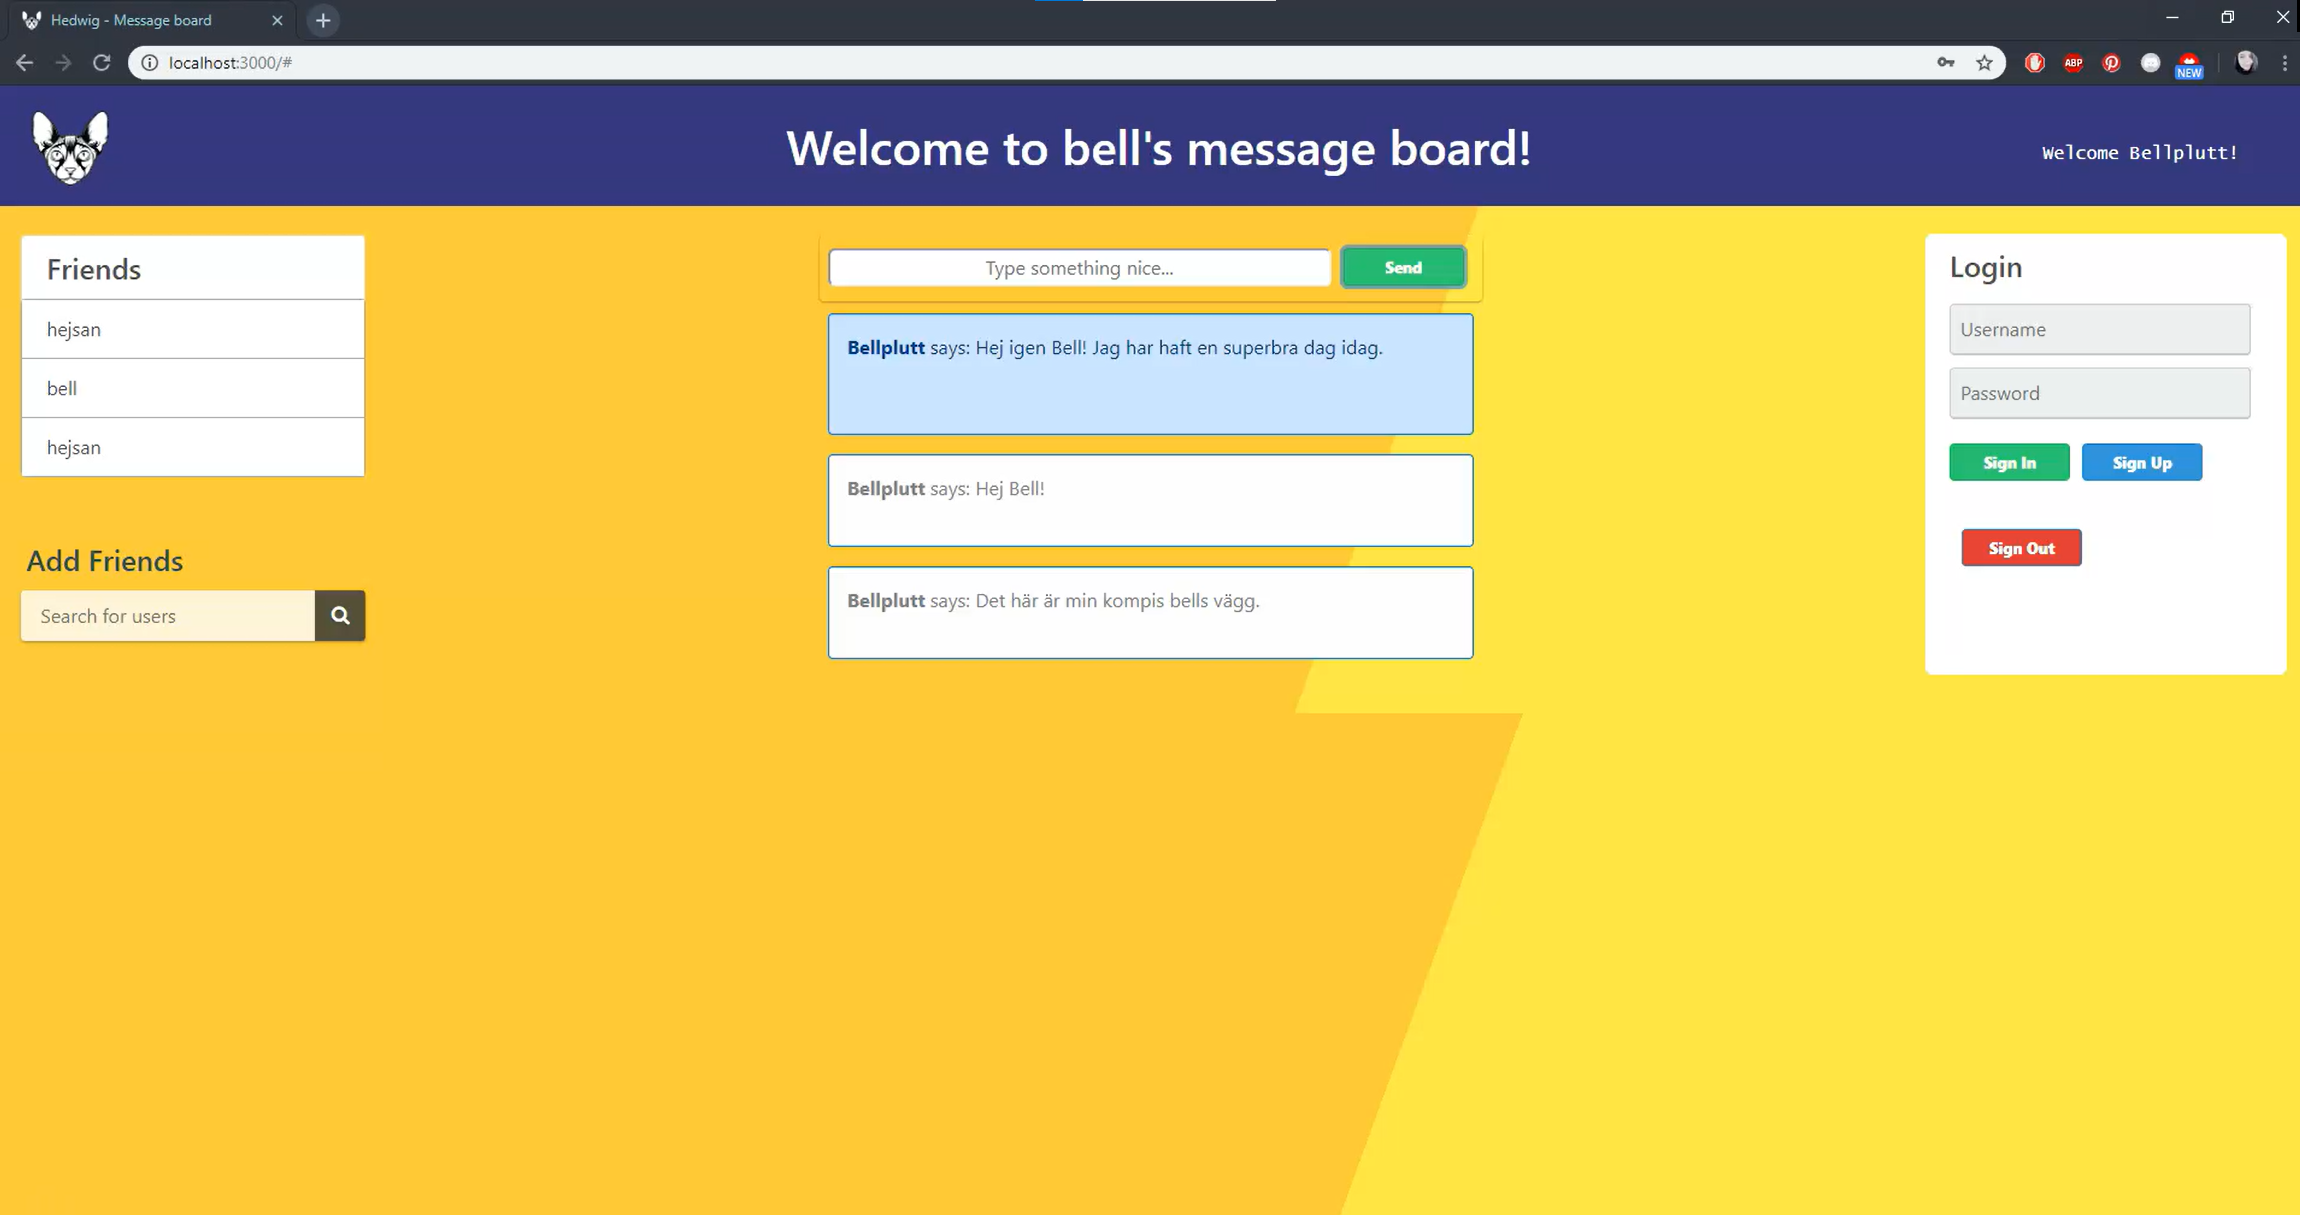 Hedwig - Message board
localhost:3000/#
ABP
NEW
Welcome to bell's message board!
Welcome Bellplutt!
Friends
hejsan
bell
hejsan
Add Friends
Search for users
Type something nice...
Send
Bellplutt says: Hej igen Bell! Jag har haft en superbra dag idag.
Bellplutt says: Hej Bell!
Bellplutt says: Det här är min kompis bells vägg.
Login
Username
Password
Sign In
Sign Up
Sign Out